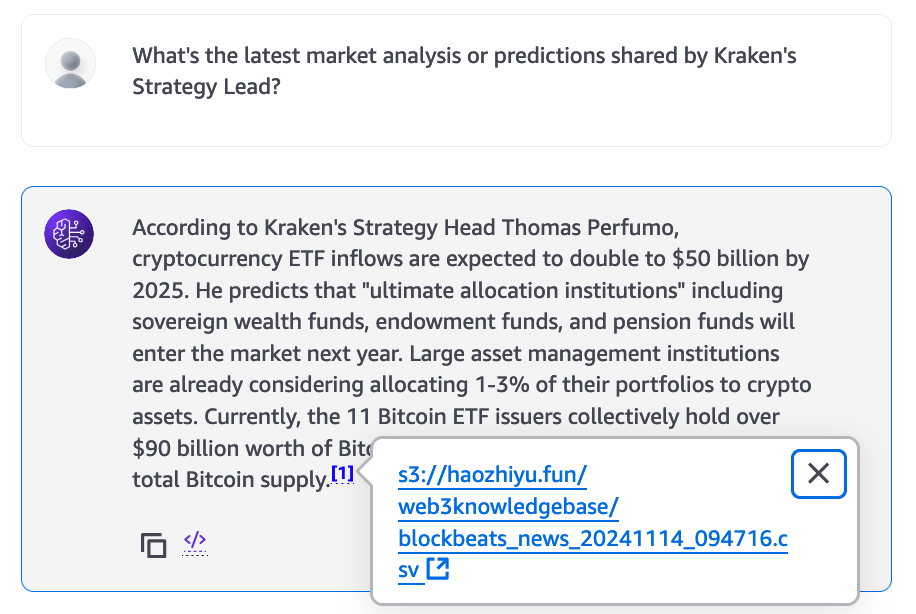 What's the latest market analysis or predictions shared by Kraken's
Strategy Lead?
According to Kraken's Strategy Head Thomas Perfumo,
cryptocurrency ETF inflows are expected to double to $50 billion by
2025. He predicts that "ultimate allocation institutions" including
sovereign wealth funds, endowment funds, and pension funds will
enter the market next year. Large asset management institutions
are already considering allocating 1-3% of their portfolios to crypto
assets. Currently, the 11 Bitcoin ETF issuers collectively hold over
$90 billion worth of
total Bitcoin supply.[1]
s3://haozhiyu.fun/
web3knowledgebase/
blockbeats_news_20241114_094716.c
sv